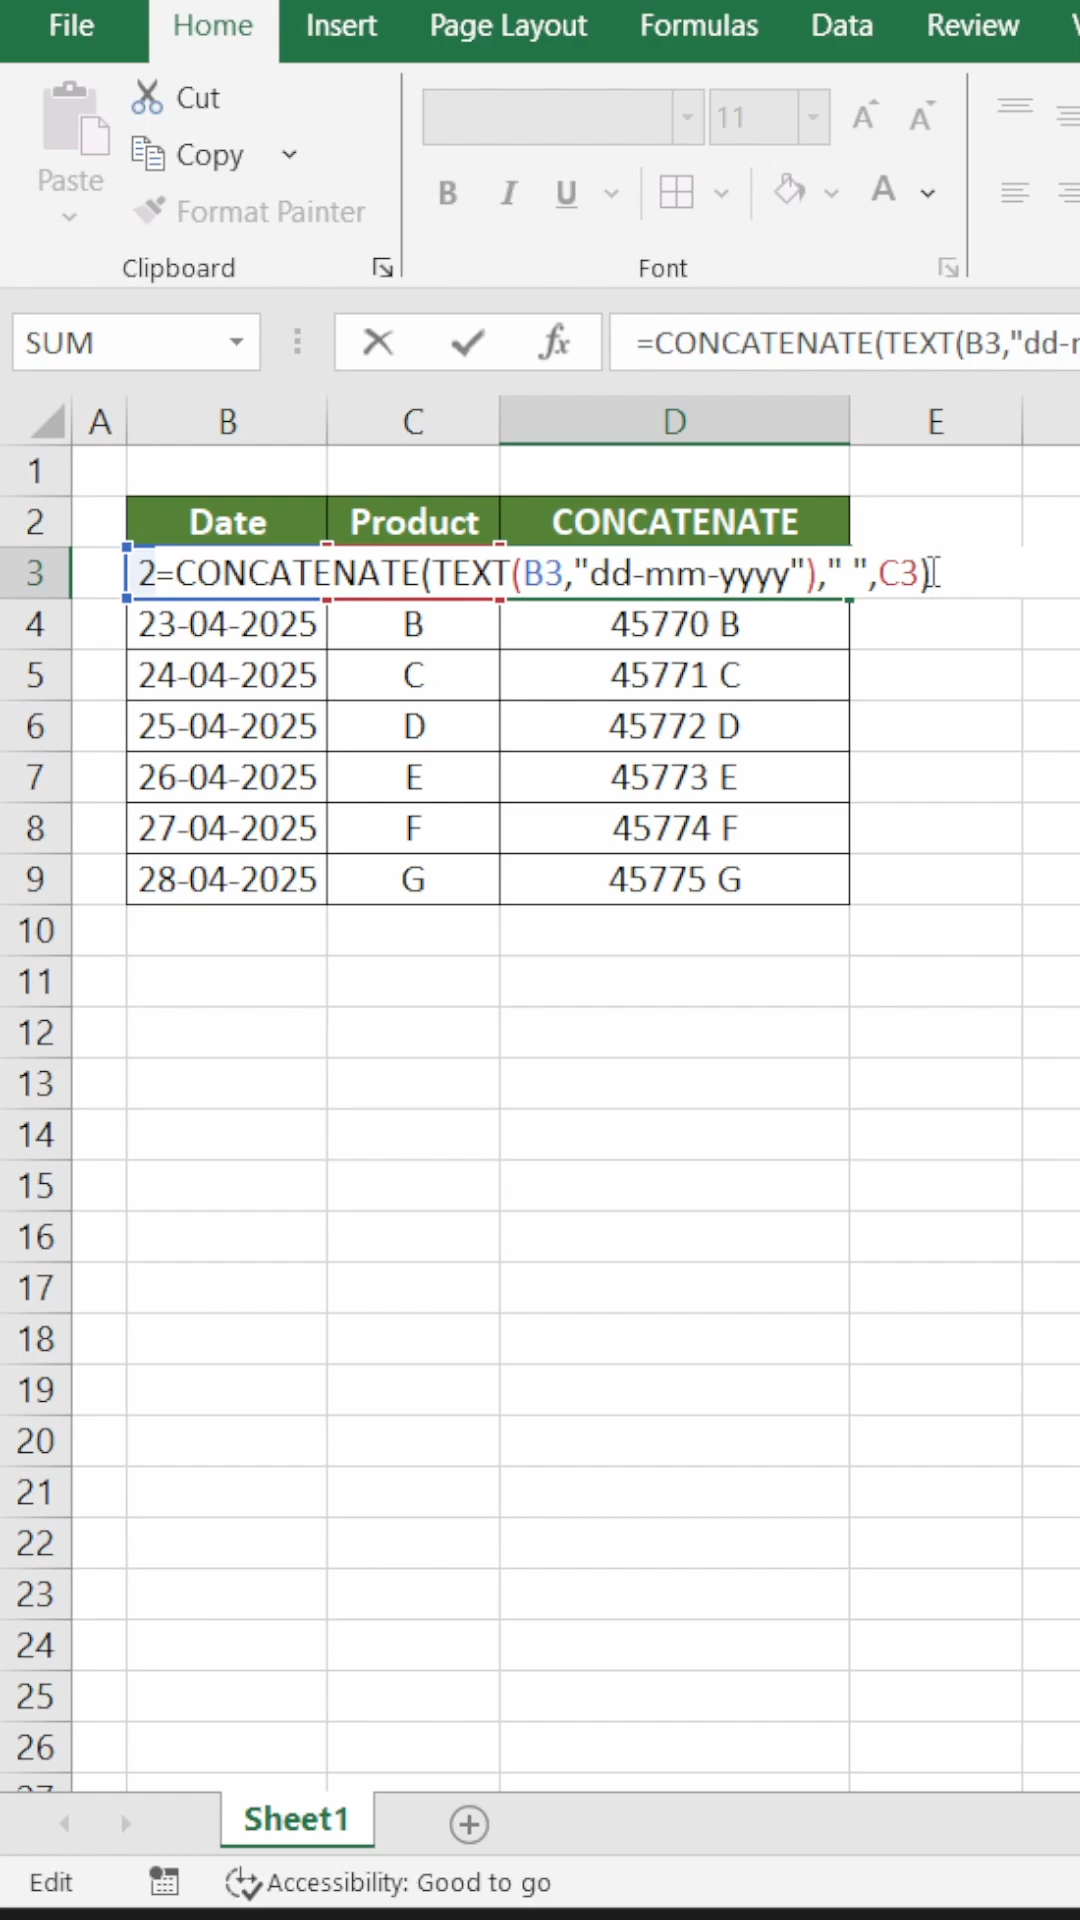 File Home Insert Page Layout Formulas Data Review
Cut
Copy
Paste
Format Painter
Clipboard
11
B I U
A
Font
SUM
fx =CONCATENATE(TEXT(B3,"dd-m
A B C D E
1
2 Date Product CONCATENATE
3 2=CONCATENATE(TEXT(B3,"dd-mm-yyyy")," ",C3)
4 23-04-2025 B 45770 B
5 24-04-2025 C 45771 C
6 25-04-2025 D 45772 D
7 26-04-2025 E 45773 E
8 27-04-2025 F 45774 F
9 28-04-2025 G 45775 G
10
11
12
13
14
15
16
17
18
19
20
21
22
23
24
25
26
27
Sheet1
Edit Accessibility: Good to go